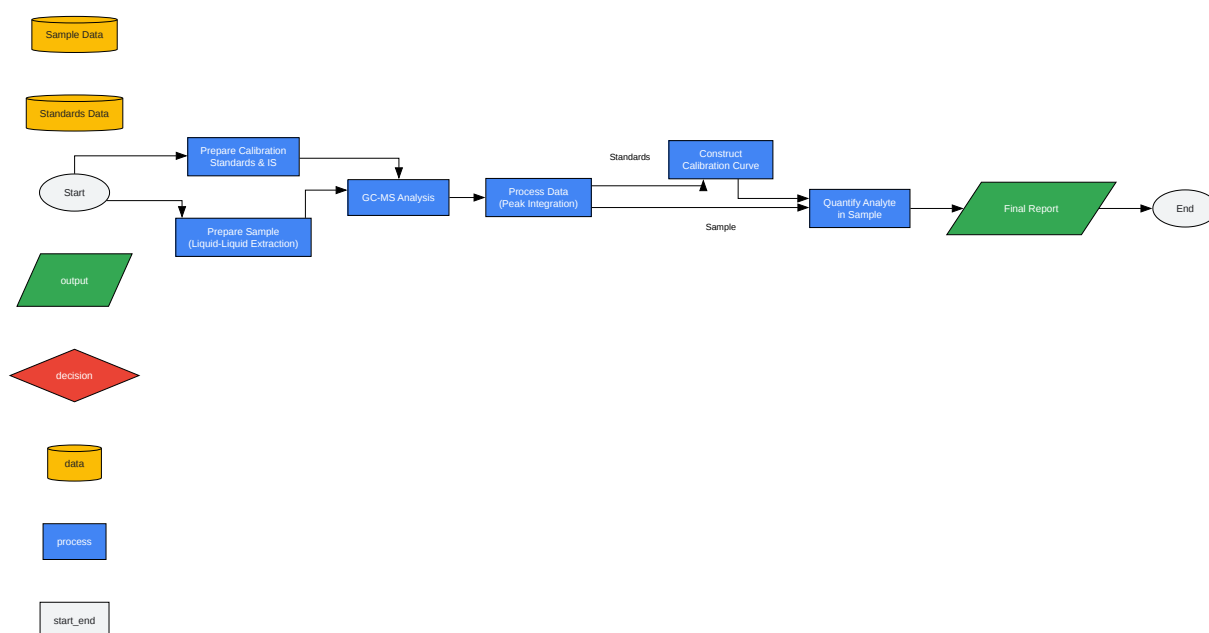 Sample Data
Standards Data
Prepare Calibration
Standards & IS
Standards
Construct
Calibration Curve
Start
GC-MS Analysis
Process Data
(Peak Integration)
Quantify Analyte
in Sample
Final Report
End
Prepare Sample
(Liquid-Liquid Extraction)
Sample
output
decision
data
process
start_end